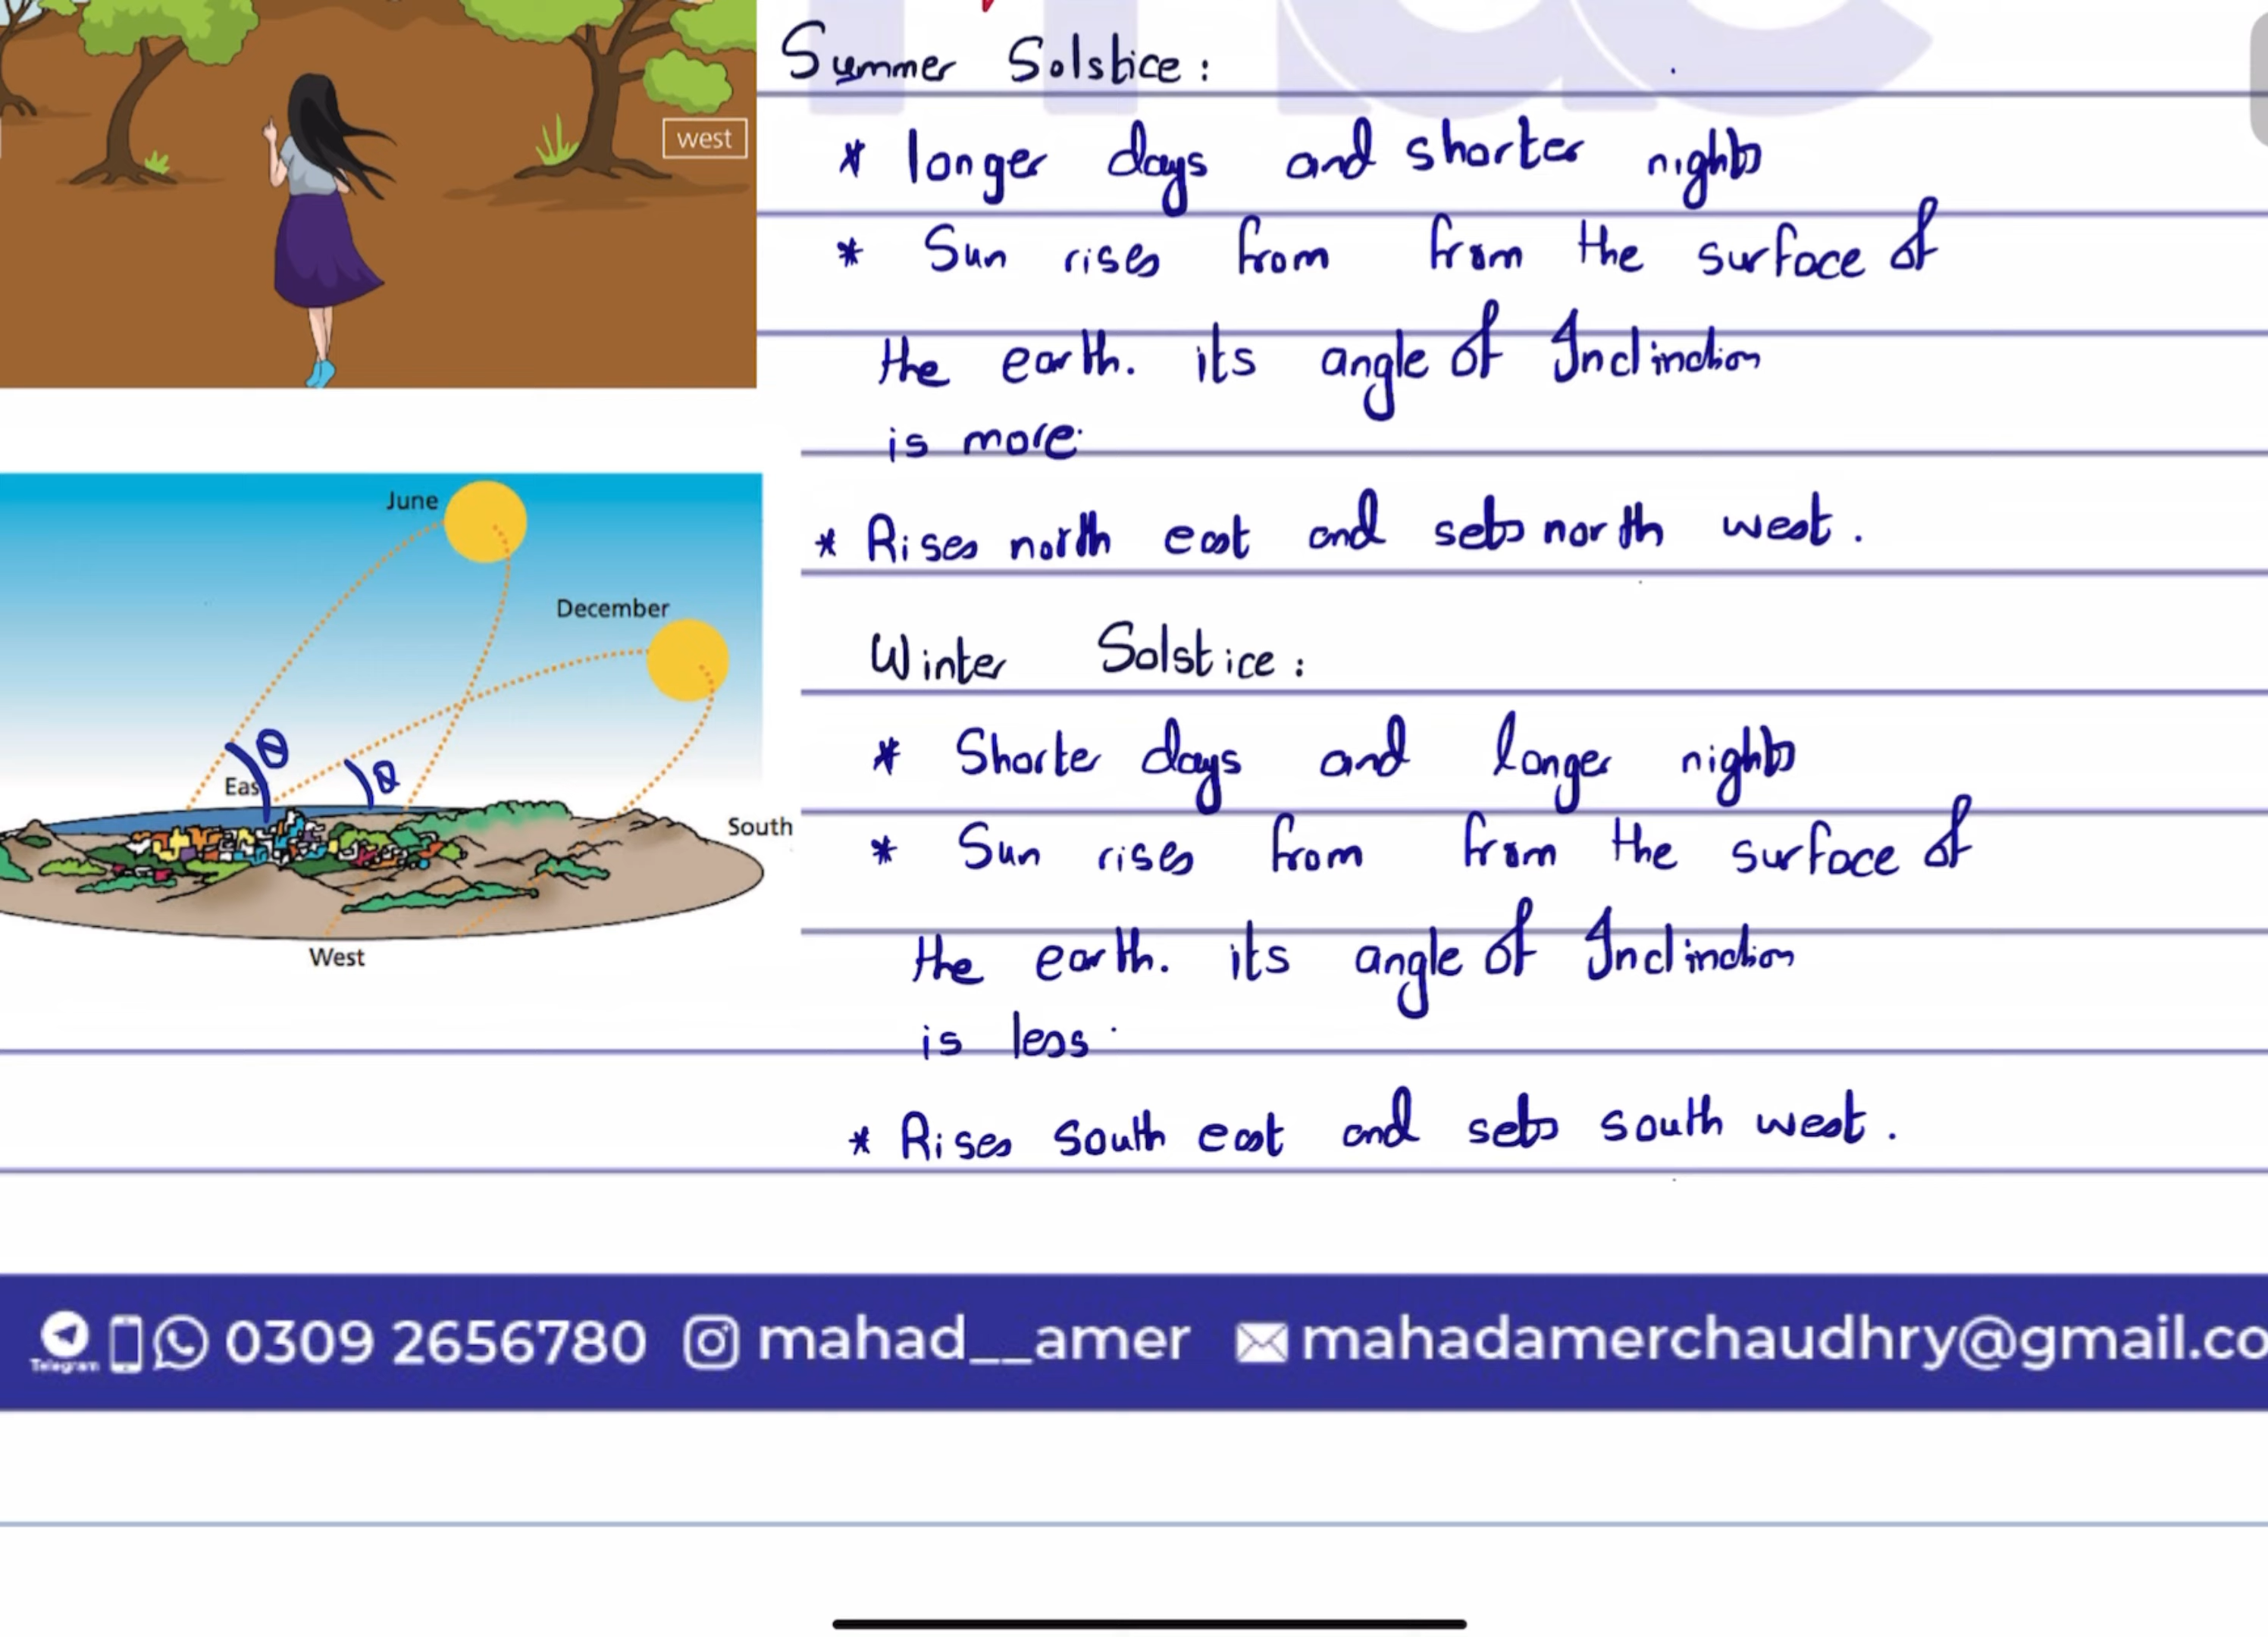 Summer Solstice:
west
* longer days and shorter nights
* Sun rises from from the surface of
the earth. its angle of Inclination
is more.
* Rises north east and sets north west.
June
December
East
South
West
θ
θ
Winter Solstice:
* Shorter days and longer nights
* Sun rises from from the surface of
the earth. its angle of Inclination
is less.
* Rises south east and sets south west.
Telegram 0309 2656780 mahad__amer mahadamerchaudhry@gmail.co